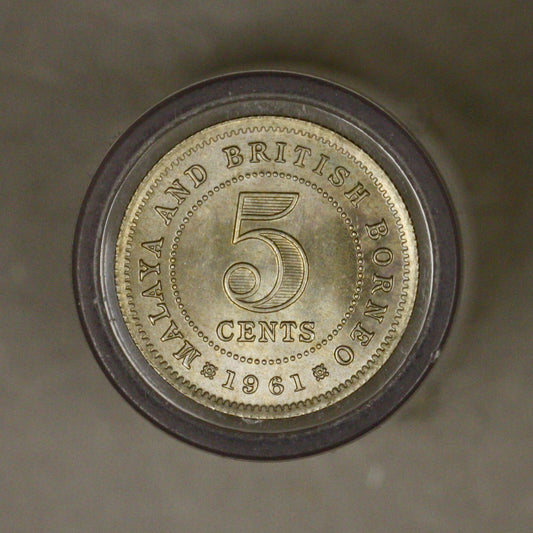 MALAYA AND BRITISH BORNEO
5
CENTS
1961